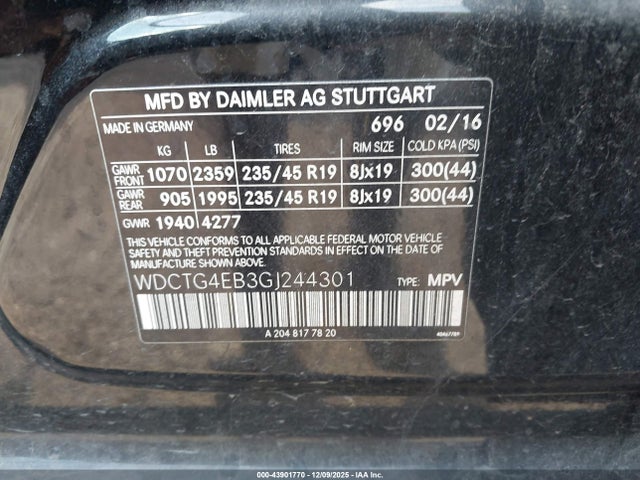 MFD BY DAIMLER AG STUTTGART
MADE IN GERMANY 696 02/16
KG LB TIRES RIM SIZE COLD KPA (PSI)
GAWR FRONT 1070 2359 235/45 R19 8Jx19 300(44)
GAWR REAR 905 1995 235/45 R19 8Jx19 300(44)
GVWR 1940 4277
THIS VEHICLE CONFORMS TO ALL APPLICABLE FEDERAL MOTOR VEHICLE
SAFETY AND THEFT PREVENTION STANDARDS IN EFFECT ON THE DATE OF
MANUFACTURE SHOWN ABOVE.
WDCTG4EB3GJ244301 TYPE: MPV
A 204 817 78 20
#43901770 • 12/09/2025 • IAA Inc.